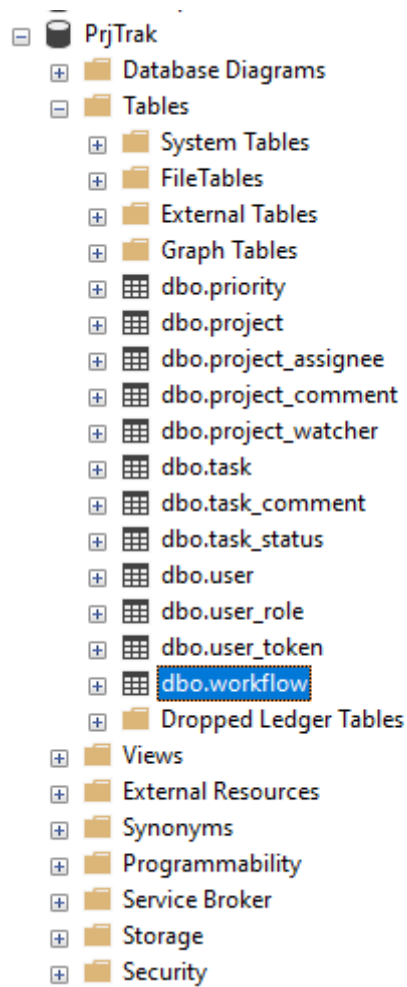 PrjTrak
Database Diagrams
Tables
System Tables
FileTables
External Tables
Graph Tables
dbo.priority
dbo.project
dbo.project_assignee
dbo.project_comment
dbo.project_watcher
dbo.task
dbo.task_comment
dbo.task_status
dbo.user
dbo.user_role
dbo.user_token
dbo.workflow
Dropped Ledger Tables
Views
External Resources
Synonyms
Programmability
Service Broker
Storage
Security